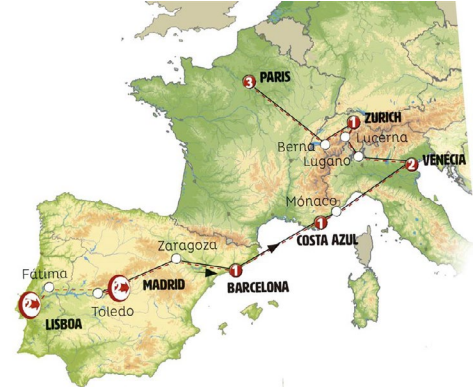 3 PARIS
1 ZURICH
Lucerna
Berna
Lugano
2 VENECIA
Mónaco
1
COSTA AZUL
Zaragoza
1
BARCELONA
Fátima
2 MADRID
2
LISBOA
Toledo